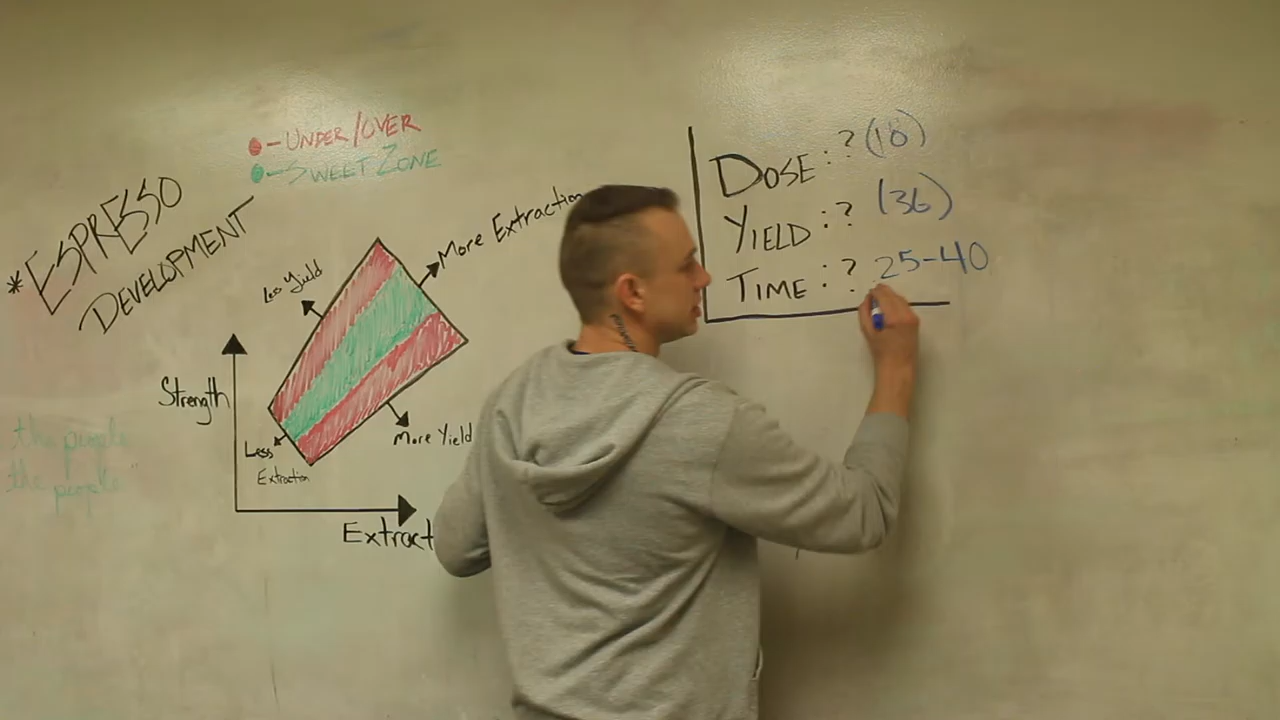 *ESPRESSO
DEVELOPMENT
- UNDER/OVER
- SWEET ZONE
Less Yield
More Extraction
Strength
Less
Extraction
More Yield
Extract
the people
the people
DOSE : ? (18)
YIELD : ? (36)
TIME : ? 25-40